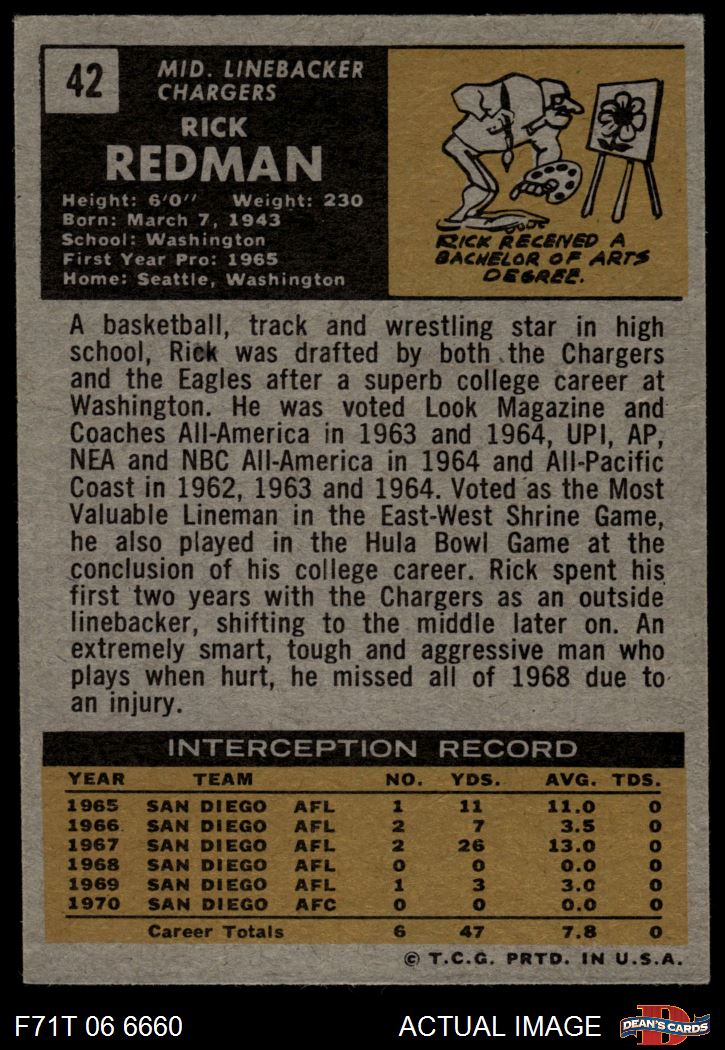 42
MID. LINEBACKER
CHARGERS
RICK
REDMAN
Height: 6'0" Weight: 230
Born: March 7, 1943
School: Washington
First Year Pro: 1965
Home: Seattle, Washington
RICK RECEIVED A
BACHELOR OF ARTS
DEGREE.
A basketball, track and wrestling star in high
school, Rick was drafted by both the Chargers
and the Eagles after a superb college career at
Washington. He was voted Look Magazine and
Coaches All-America in 1963 and 1964, UPI, AP,
NEA and NBC All-America in 1964 and All-Pacific
Coast in 1962, 1963 and 1964. Voted as the Most
Valuable Lineman in the East-West Shrine Game,
he also played in the Hula Bowl Game at the
conclusion of his college career. Rick spent his
first two years with the Chargers as an outside
linebacker, shifting to the middle later on. An
extremely smart, tough and aggressive man who
plays when hurt, he missed all of 1968 due to
an injury.
INTERCEPTION RECORD
YEAR TEAM NO. YDS. AVG. TDS.
1965 SAN DIEGO AFL 1 11 11.0 0
1966 SAN DIEGO AFL 2 7 3.5 0
1967 SAN DIEGO AFL 2 26 13.0 0
1968 SAN DIEGO AFL 0 0 0.0 0
1969 SAN DIEGO AFL 1 3 3.0 0
1970 SAN DIEGO AFC 0 0 0.0 0
Career Totals 6 47 7.8 0
© T.C.G. PRTD. IN U.S.A.
F71T 06 6660 ACTUAL IMAGE D DEAN'S CARDS